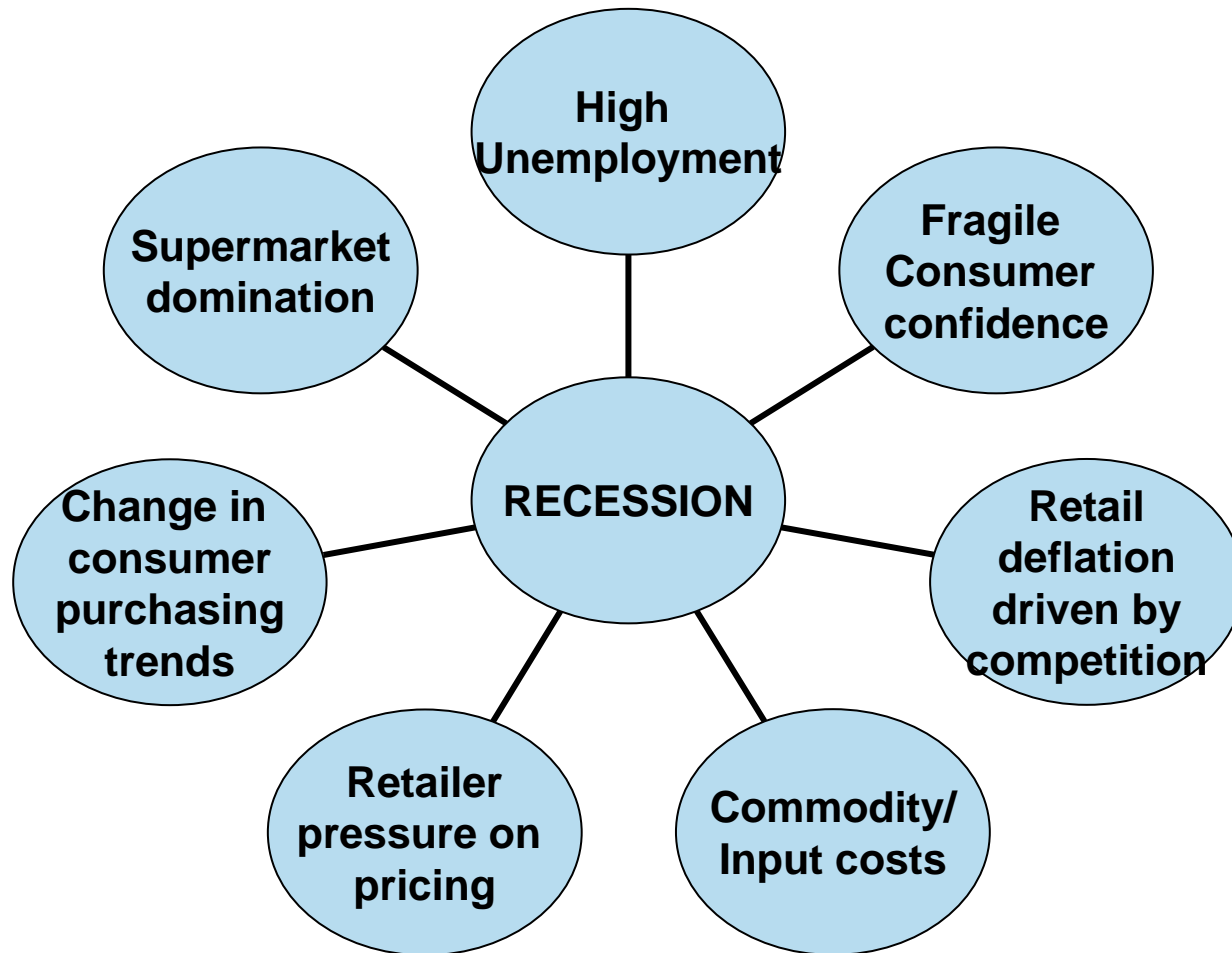 High
Unemployment
Fragile
Consumer
confidence
Supermarket
domination
RECESSION
Retail
deflation
driven by
competition
Change in
consumer
purchasing
trends
Retailer
pressure on
pricing
Commodity/
Input costs